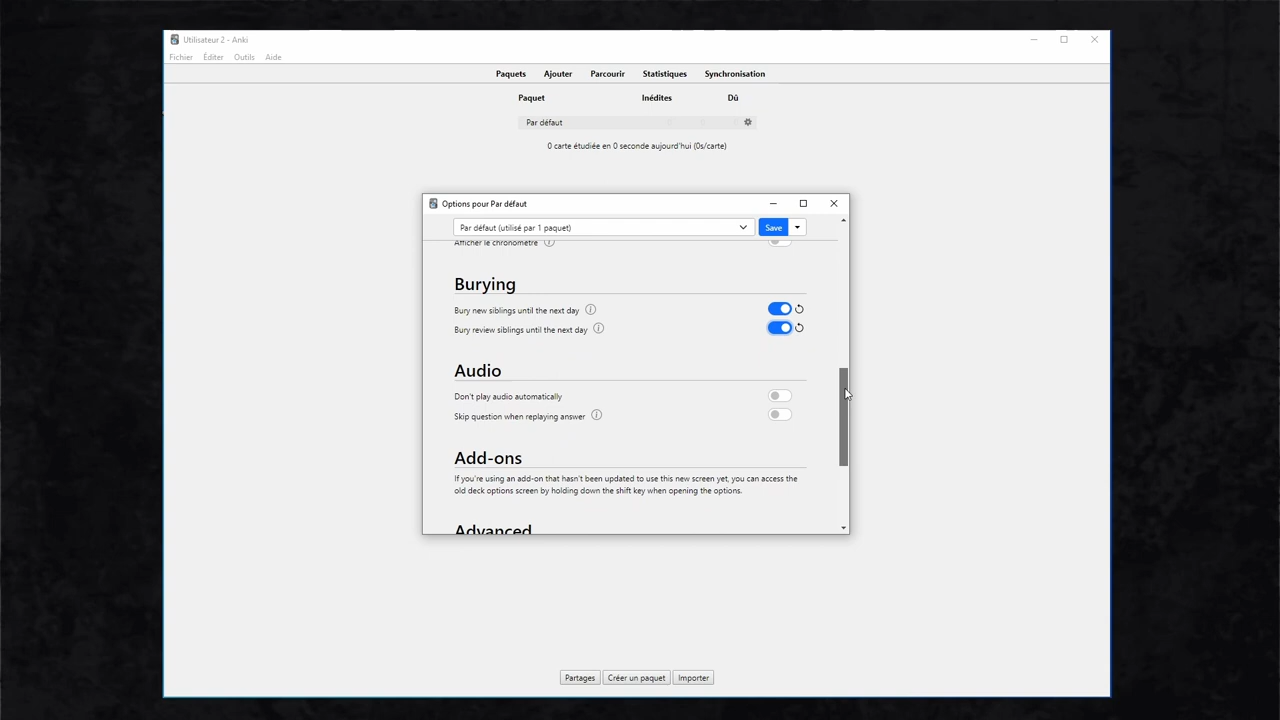 Utilisateur 2 - Anki
Fichier Éditer Outils Aide
Paquets Ajouter Parcourir Statistiques Synchronisation
Paquet Inédites Dû
Par défaut
0 carte étudiée en 0 seconde aujourd'hui (0s/carte)
Options pour Par défaut
Par défaut (utilisé par 1 paquet) Save
Afficher le chronomètre
Burying
Bury new siblings until the next day
Bury review siblings until the next day
Audio
Don't play audio automatically
Skip question when replaying answer
Add-ons
If you're using an add-on that hasn't been updated to use this new screen yet, you can access the
old deck options screen by holding down the shift key when opening the options.
Advanced
Partages Créer un paquet Importer